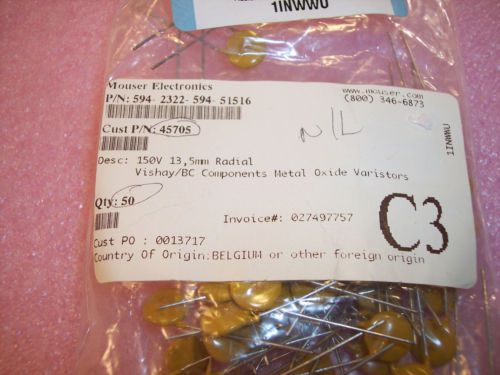 1INWWU
Mouser Electronics
www.mouser.com
(800) 346-6873
P/N: 594- 2322- 594- 51516
Cust P/N: 45705
N/L
1INWWU
Desc: 150V 13,5mm Radial
Vishay/BC Components Metal Oxide Varistors
Qty: 50
Invoice#: 027497757
C3
Cust PO : 0013717
Country Of Origin:BELGIUM or other foreign origin